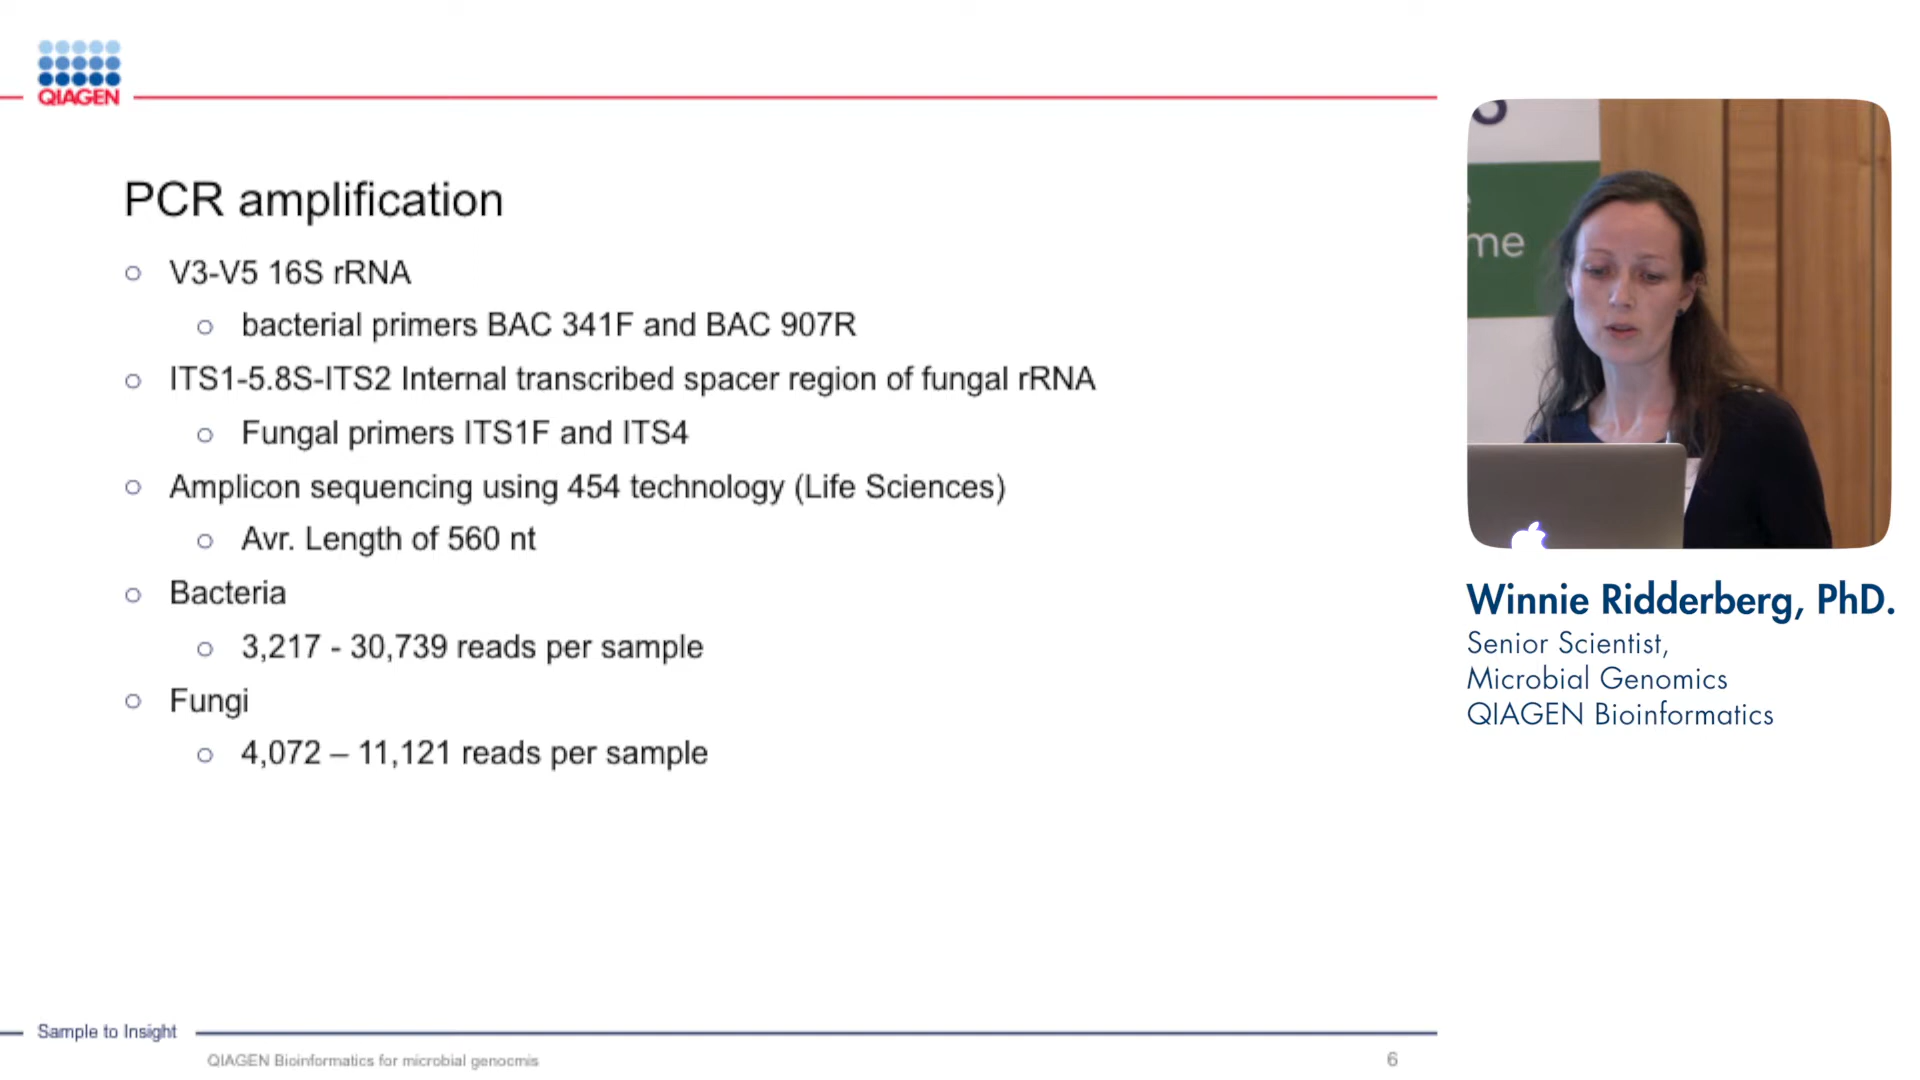 QIAGEN
PCR amplification
V3-V5 16S rRNA
bacterial primers BAC 341F and BAC 907R
ITS1-5.8S-ITS2 Internal transcribed spacer region of fungal rRNA
Fungal primers ITS1F and ITS4
Amplicon sequencing using 454 technology (Life Sciences)
Avr. Length of 560 nt
Bacteria
3,217 - 30,739 reads per sample
Fungi
4,072 – 11,121 reads per sample
Sample to Insight
QIAGEN Bioinformatics for microbial genocmis
6
me
Winnie Ridderberg, PhD.
Senior Scientist,
Microbial Genomics
QIAGEN Bioinformatics